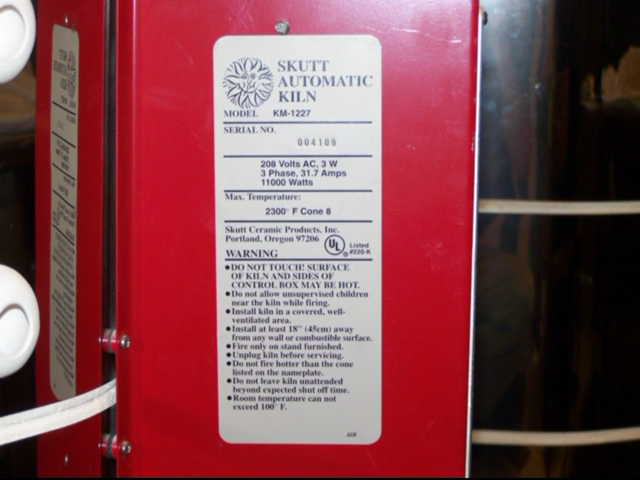 SKUTT
AUTOMATIC
KILN
MODEL KM-1227
SERIAL NO.
004109
208 Volts AC, 3 W
3 Phase, 31.7 Amps
11000 Watts
Max. Temperature:
2300° F Cone 8
Skutt Ceramic Products, Inc.
Portland, Oregon 97206
UL ® Listed
#220-K
WARNING
•DO NOT TOUCH! SURFACE
OF KILN AND SIDES OF
CONTROL BOX MAY BE HOT.
•Do not allow unsupervised children
near the kiln while firing.
•Install kiln in a covered, well-
ventilated area.
•Install at least 18" (45cm) away
from any wall or combustible surface.
•Fire only on stand furnished.
•Unplug kiln before servicing.
•Do not fire hotter than the cone
listed on the nameplate.
•Do not leave kiln unattended
beyond expected shut off time.
•Room temperature can not
exceed 100° F.